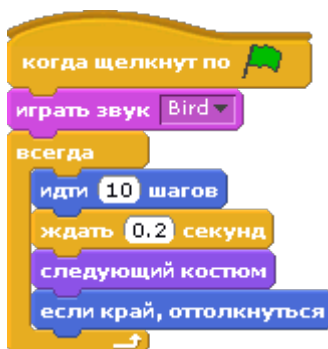 когда щелкнут по
играть звук Bird
всегда
идти 10 шагов
ждать 0.2 секунд
следующий костюм
если край, оттолкнуться